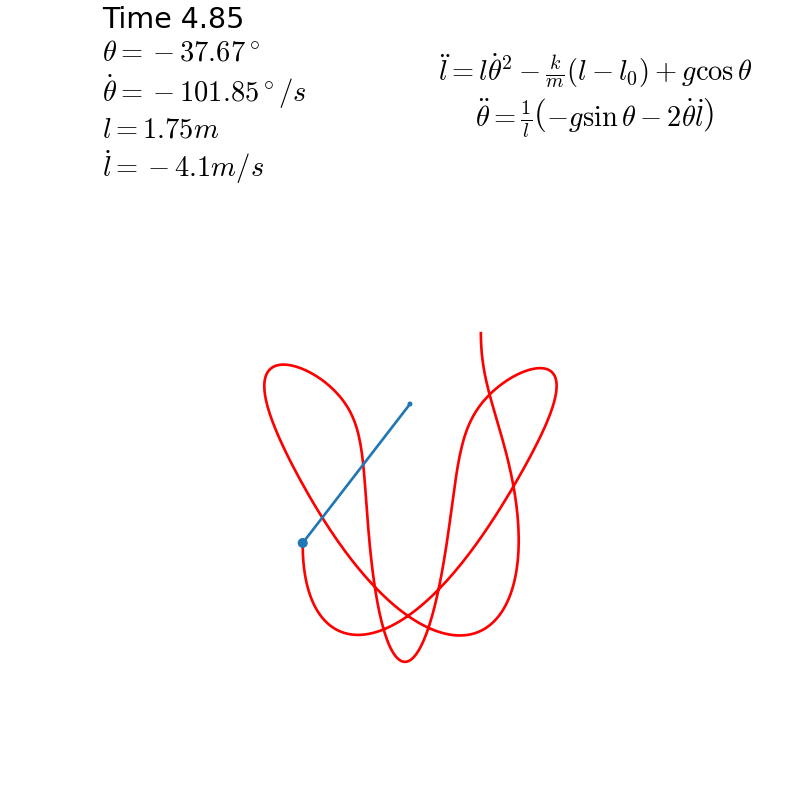 Time 4.85
θ = −37.67°
θ̇ = −101.85°/s
l = 1.75m
l̇ = −4.1m/s
l̈ = lθ̇² − k/m(l − l₀) + g cos θ
θ̈ = 1/l(−g sin θ − 2θ̇l̇)